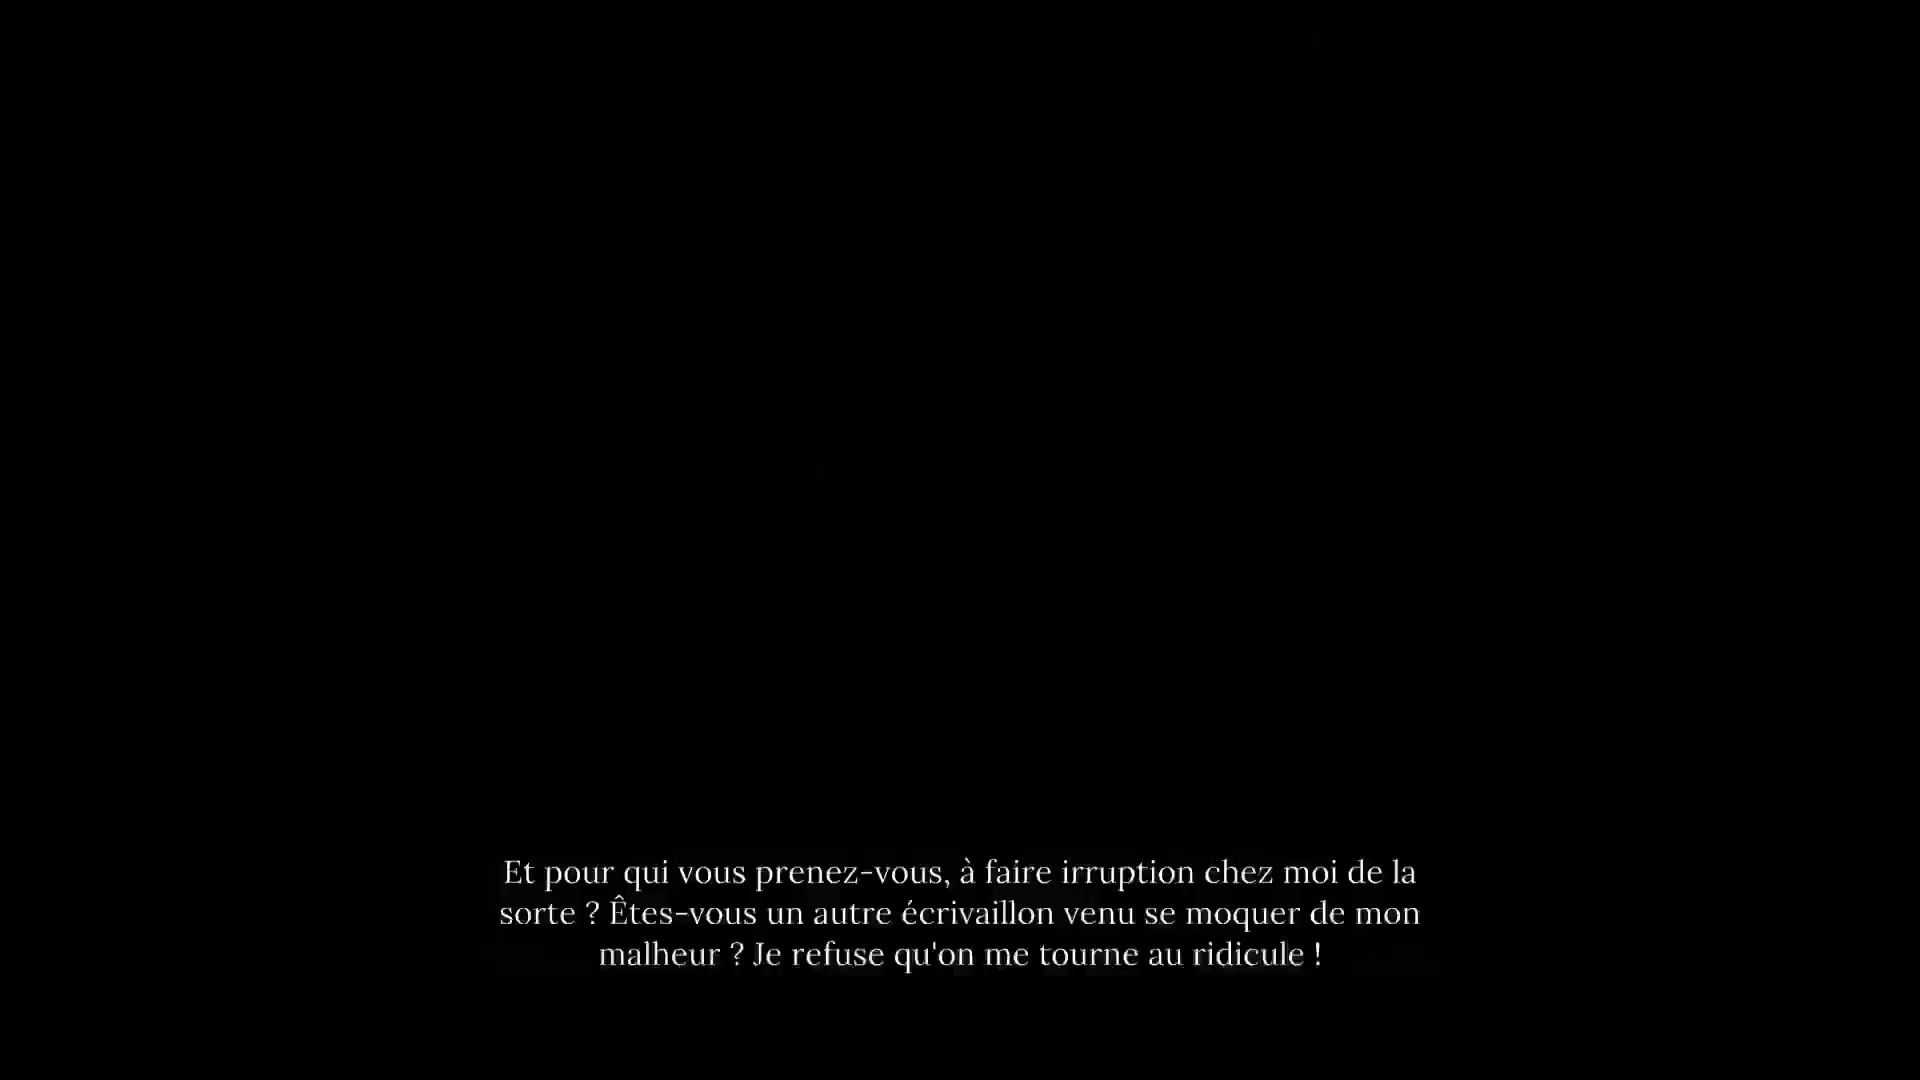 Et pour qui vous prenez-vous, à faire irruption chez moi de la
sorte ? Êtes-vous un autre écrivaillon venu se moquer de mon
malheur ? Je refuse qu'on me tourne au ridicule !